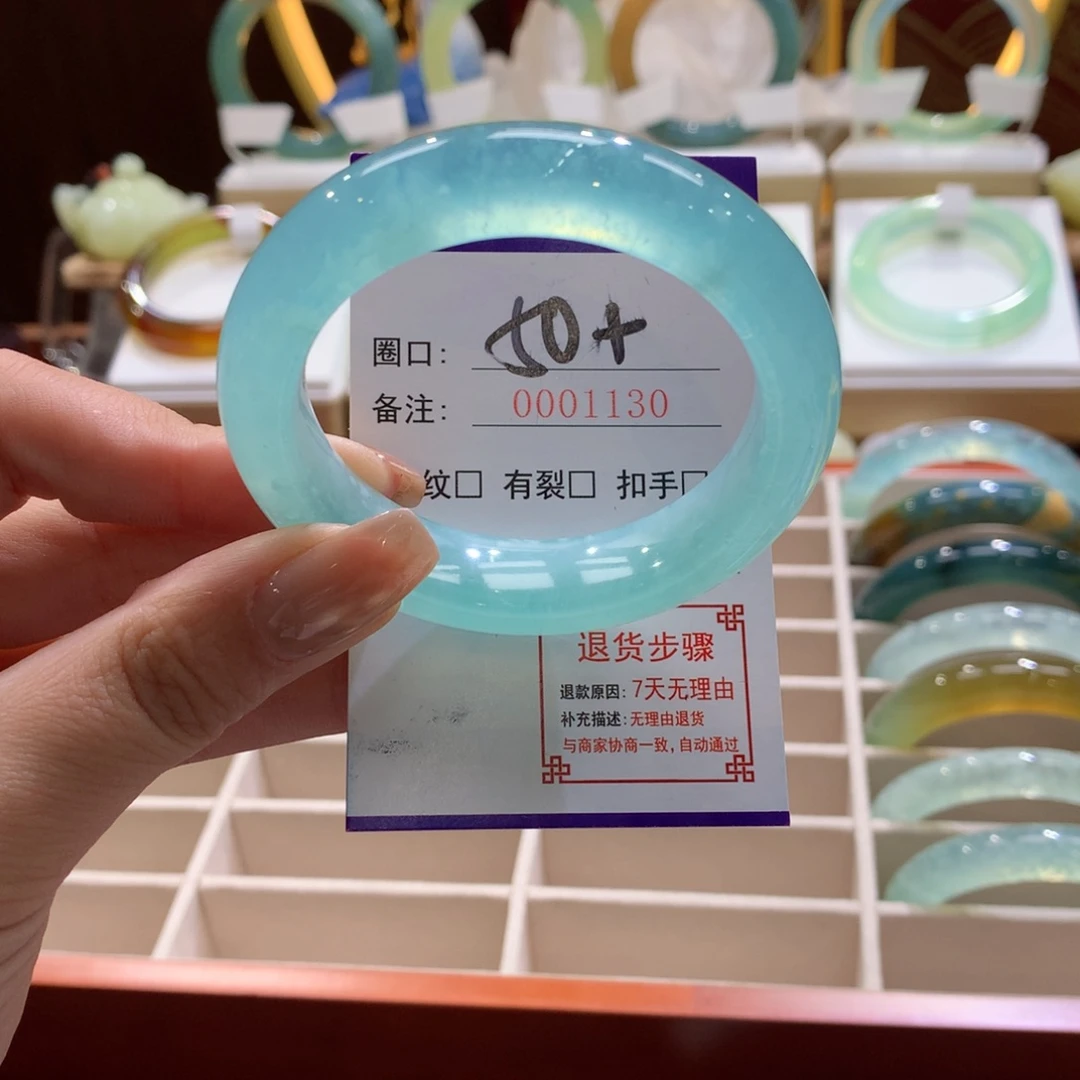 圈口: 50+
备注: 0001130
纹□ 有裂□ 扣手□
退货步骤
退款原因: 7天无理由
补充描述: 无理由退货
与商家协商一致, 自动通过